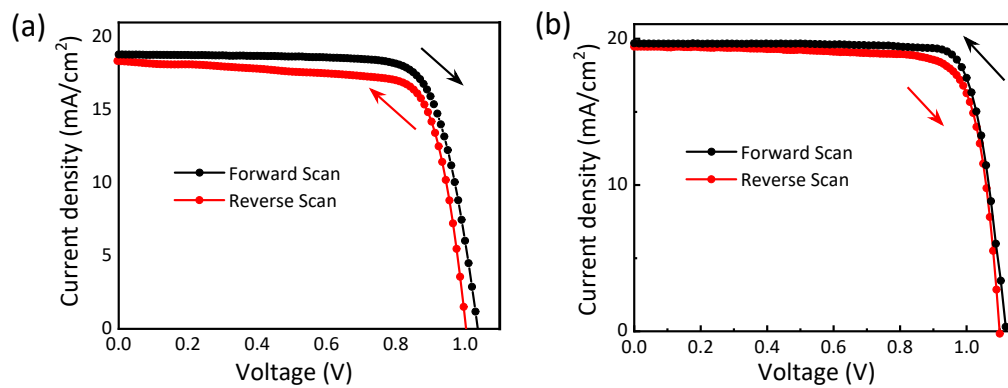 (a)
Current density (mA/cm²)
20
15
10
5
0
Forward Scan
Reverse Scan
0.0 0.2 0.4 0.6 0.8 1.0
Voltage (V)
(b)
Current density (mA/cm²)
20
10
0
Forward Scan
Reverse Scan
0.0 0.2 0.4 0.6 0.8 1.0
Voltage (V)